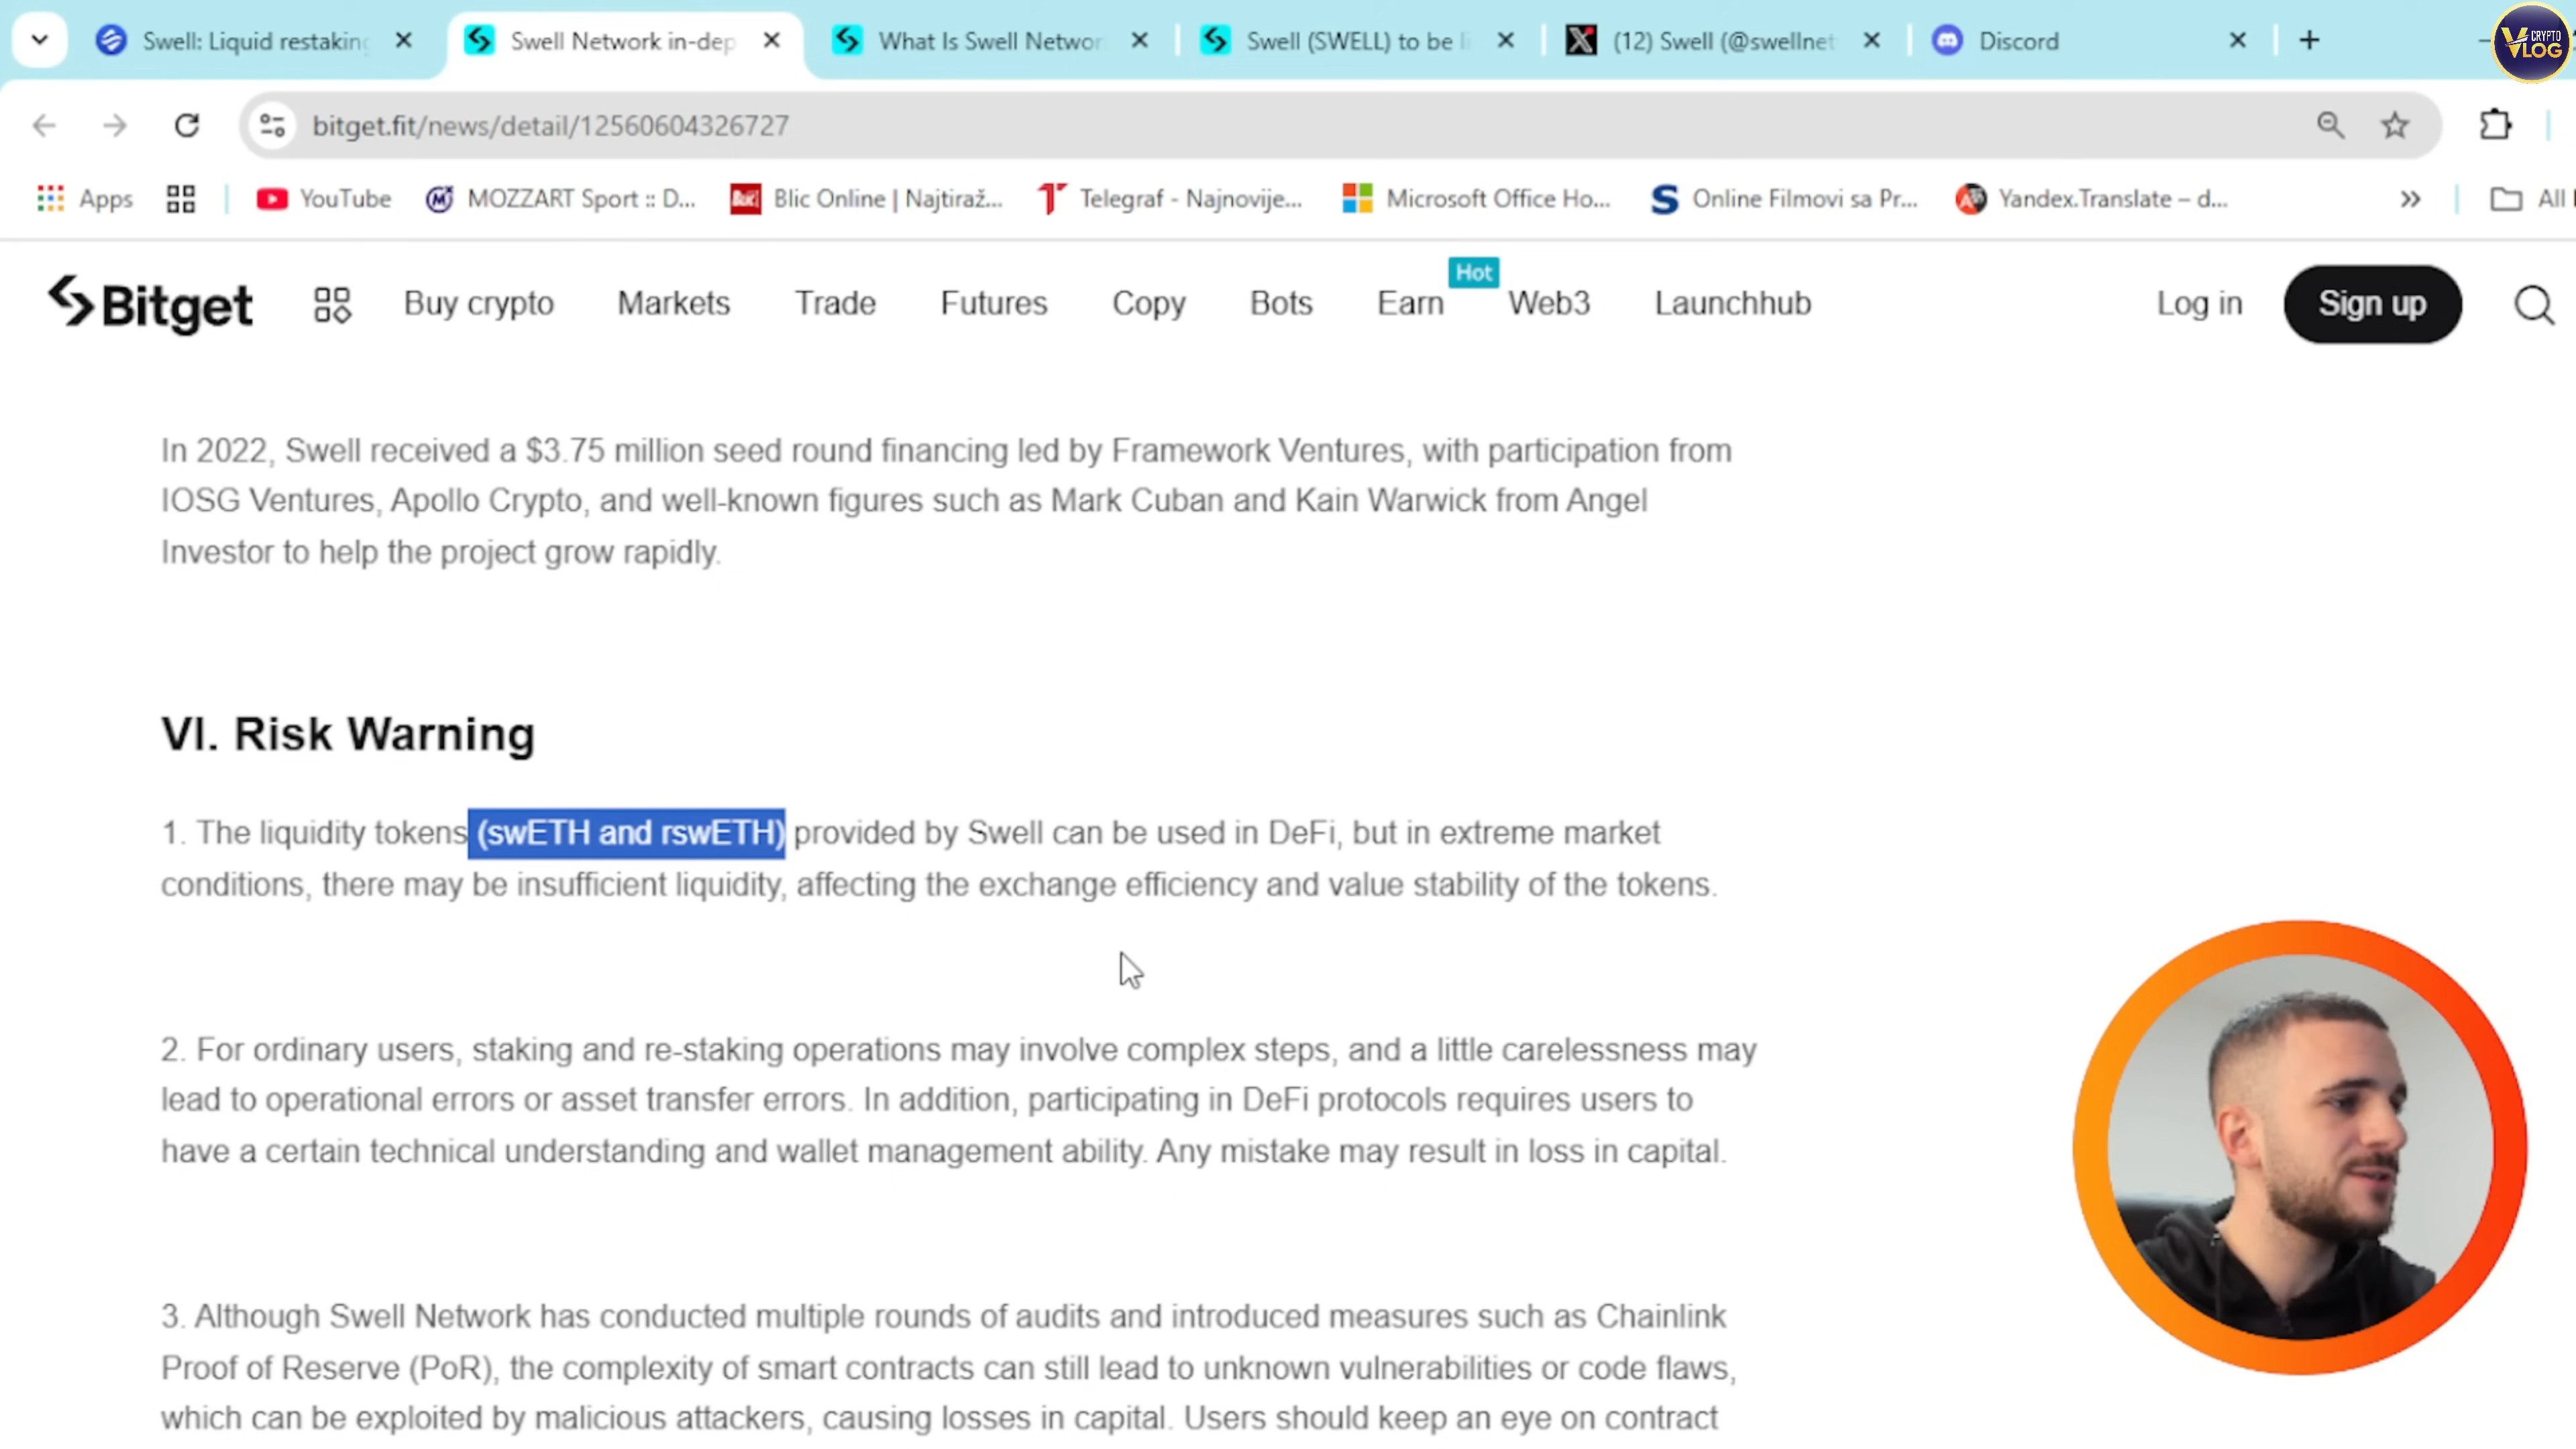 Swell: Liquid restaking
Swell Network in-dep
What Is Swell Networ
Swell (SWELL) to be li
(12) Swell (@swellnet
Discord
CRYPTO
VLOG
bitget.fit/news/detail/12560604326727
Apps
YouTube
MOZZART Sport :: D...
Blic Online | Najtiraž...
Telegraf - Najnovije...
Microsoft Office Ho...
Online Filmovi sa Pr...
Yandex.Translate – d...
All
Bitget
Buy crypto
Markets
Trade
Futures
Copy
Bots
Earn
Hot
Web3
Launchhub
Log in
Sign up
In 2022, Swell received a $3.75 million seed round financing led by Framework Ventures, with participation from
IOSG Ventures, Apollo Crypto, and well-known figures such as Mark Cuban and Kain Warwick from Angel
Investor to help the project grow rapidly.
VI. Risk Warning
1. The liquidity tokens (swETH and rswETH) provided by Swell can be used in DeFi, but in extreme market
conditions, there may be insufficient liquidity, affecting the exchange efficiency and value stability of the tokens.
2. For ordinary users, staking and re-staking operations may involve complex steps, and a little carelessness may
lead to operational errors or asset transfer errors. In addition, participating in DeFi protocols requires users to
have a certain technical understanding and wallet management ability. Any mistake may result in loss in capital.
3. Although Swell Network has conducted multiple rounds of audits and introduced measures such as Chainlink
Proof of Reserve (PoR), the complexity of smart contracts can still lead to unknown vulnerabilities or code flaws,
which can be exploited by malicious attackers, causing losses in capital. Users should keep an eye on contract